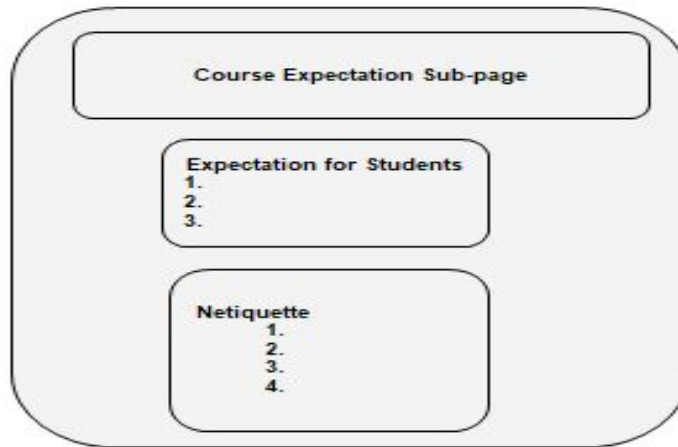 Course Expectation Sub-page
Expectation for Students
1.
2.
3.
Netiquette
1.
2.
3.
4.